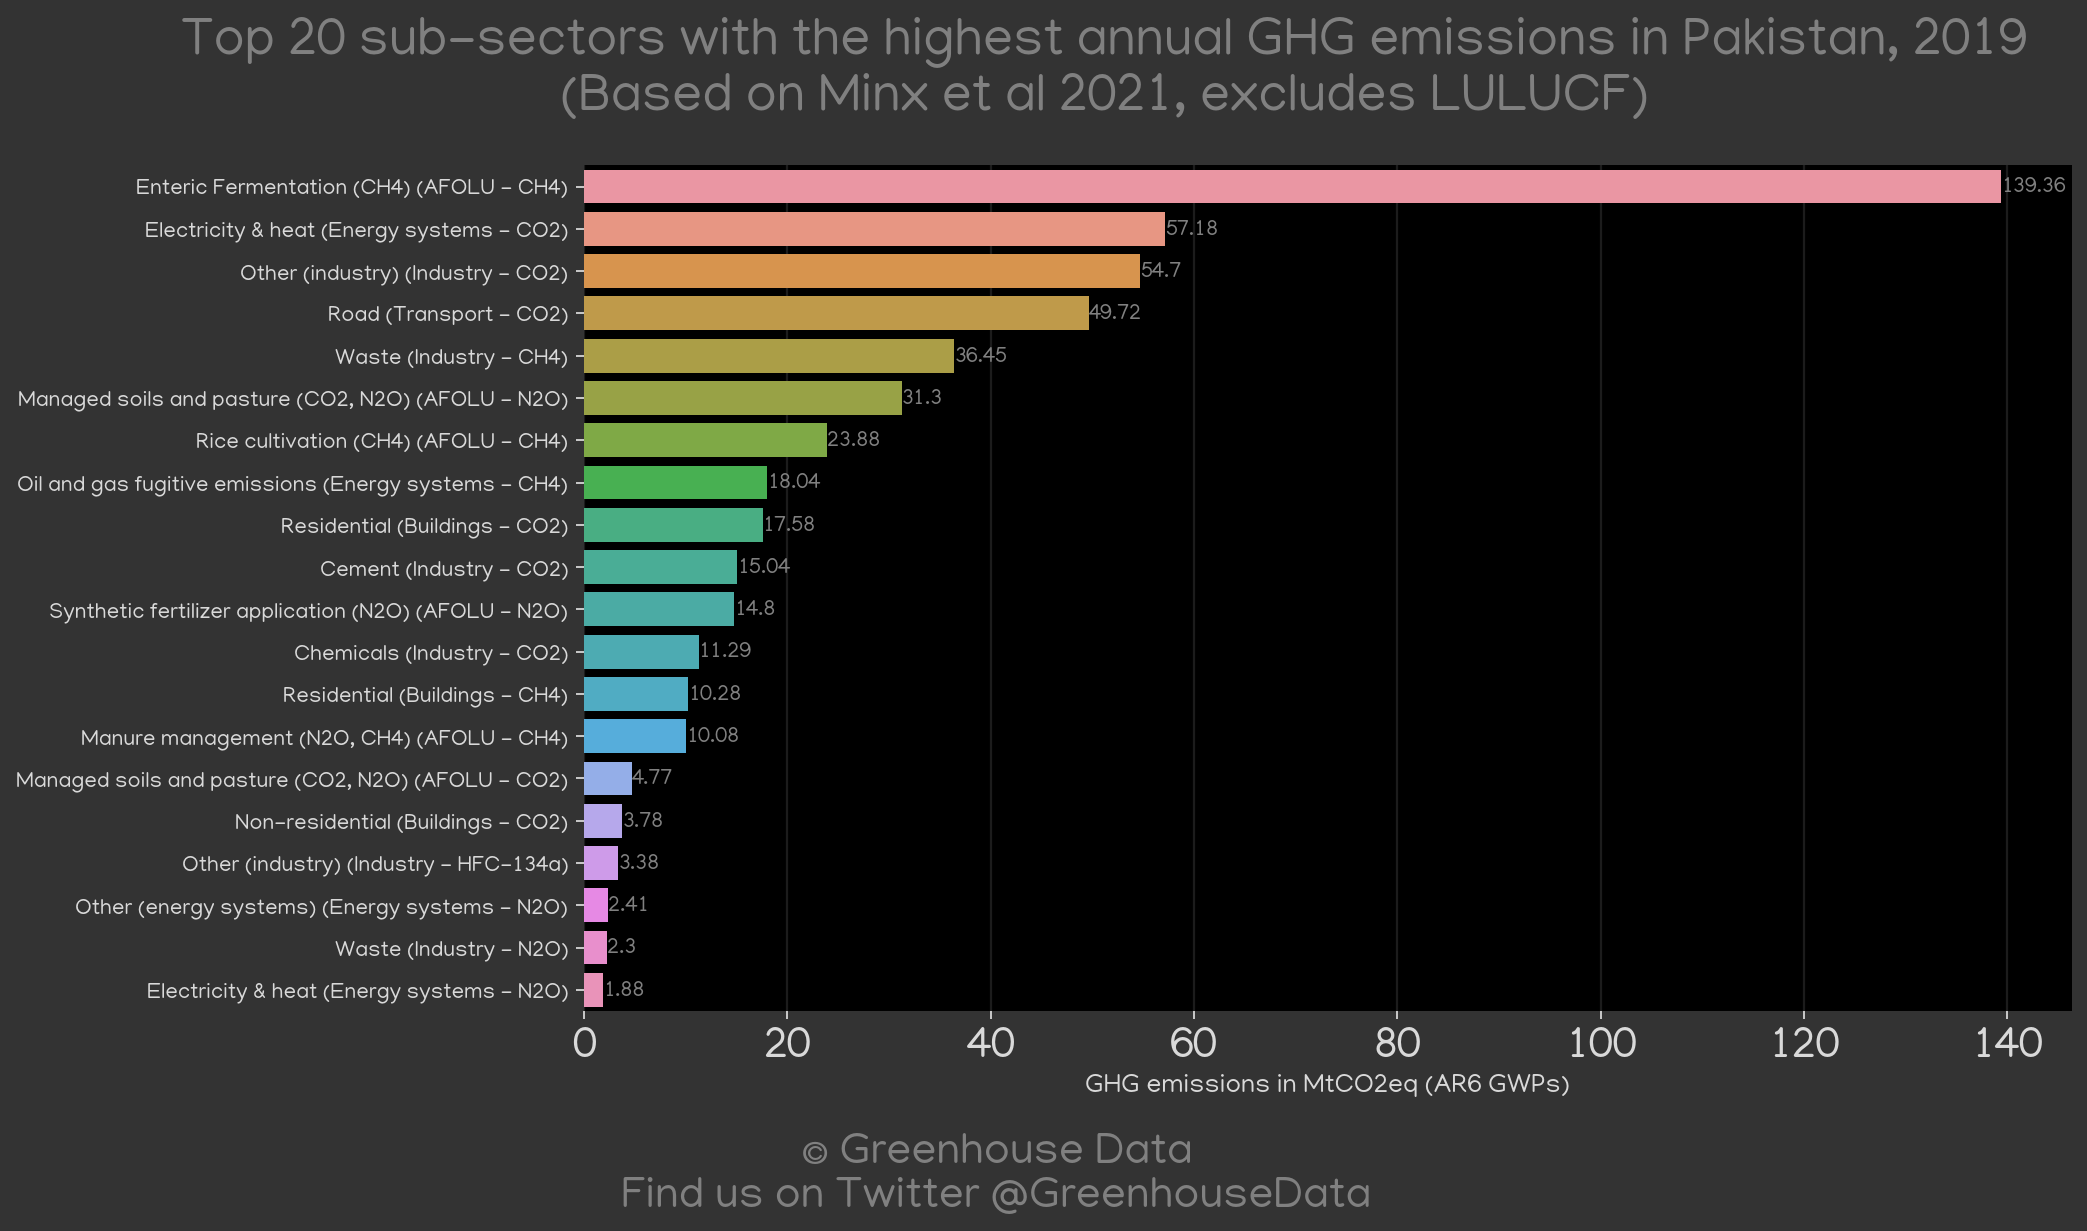 Top 20 sub-sectors with the highest annual GHG emissions in Pakistan, 2019
(Based on Minx et al 2021, excludes LULUCF)
Enteric Fermentation (CH4) (AFOLU - CH4) 139.36
Electricity & heat (Energy systems - CO2) 57.18
Other (industry) (Industry - CO2) 54.7
Road (Transport - CO2) 49.72
Waste (Industry - CH4) 36.45
Managed soils and pasture (CO2, N2O) (AFOLU - N2O) 31.3
Rice cultivation (CH4) (AFOLU - CH4) 23.88
Oil and gas fugitive emissions (Energy systems - CH4) 18.04
Residential (Buildings - CO2) 17.58
Cement (Industry - CO2) 15.04
Synthetic fertilizer application (N2O) (AFOLU - N2O) 14.8
Chemicals (Industry - CO2) 11.29
Residential (Buildings - CH4) 10.28
Manure management (N2O, CH4) (AFOLU - CH4) 10.08
Managed soils and pasture (CO2, N2O) (AFOLU - CO2) 4.77
Non-residential (Buildings - CO2) 3.78
Other (industry) (Industry - HFC-134a) 3.38
Other (energy systems) (Energy systems - N2O) 2.41
Waste (Industry - N2O) 2.3
Electricity & heat (Energy systems - N2O) 1.88
0 20 40 60 80 100 120 140
GHG emissions in MtCO2eq (AR6 GWPs)
© Greenhouse Data
Find us on Twitter @GreenhouseData